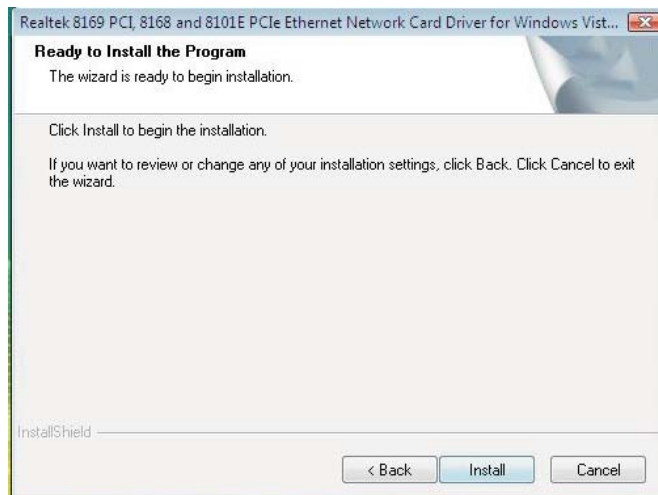 Realtek 8169 PCI, 8168 and 8101E PCIe Ethernet Network Card Driver for Windows Vist...
Ready to Install the Program
The wizard is ready to begin installation.
Click Install to begin the installation.
If you want to review or change any of your installation settings, click Back. Click Cancel to exit
the wizard.
InstallShield
< Back Install Cancel